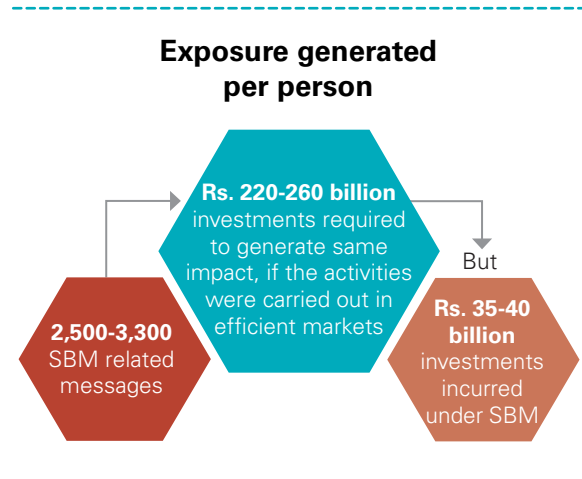 Exposure generated
per person
2,500-3,300
SBM related
messages
Rs. 220-260 billion
investments required
to generate same
impact, if the activities
were carried out in
efficient markets
But
Rs. 35-40
billion
investments
incurred
under SBM